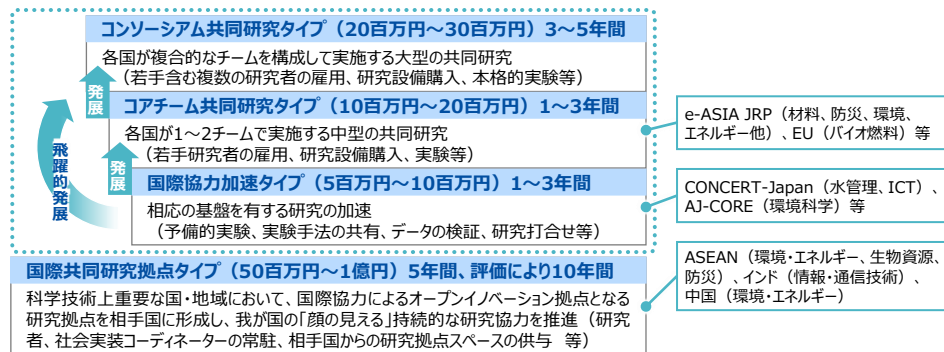 コンソーシアム共同研究タイプ（20百万円～30百万円）3～5年間
各国が複合的なチームを構成して実施する大型の共同研究
（若手含む複数の研究者の雇用、研究設備購入、本格的実験等）
発展
コアチーム共同研究タイプ（10百万円～20百万円）1～3年間
各国が1～2チームで実施する中型の共同研究
（若手研究者の雇用、研究設備購入、実験等）
飛躍的発展
発展
国際協力加速タイプ（5百万円～10百万円）1～3年間
相応の基盤を有する研究の加速
（予備的実験、実験手法の共有、データの検証、研究打合せ等）
国際共同研究拠点タイプ（50百万円～1億円）5年間、評価により10年間
科学技術上重要な国・地域において、国際協力によるオープンイノベーション拠点となる
研究拠点を相手国に形成し、我が国の「顔の見える」持続的な研究協力を推進（研究
者、社会実装コーディネーターの常駐、相手国からの研究拠点スペースの供与　等）
e-ASIA JRP（材料、防災、環境、
エネルギー他）、EU（バイオ燃料）等
CONCERT-Japan（水管理、ICT）、
AJ-CORE（環境科学）等
ASEAN（環境・エネルギー、生物資源、
防災）、インド（情報・通信技術）、
中国（環境・エネルギー）